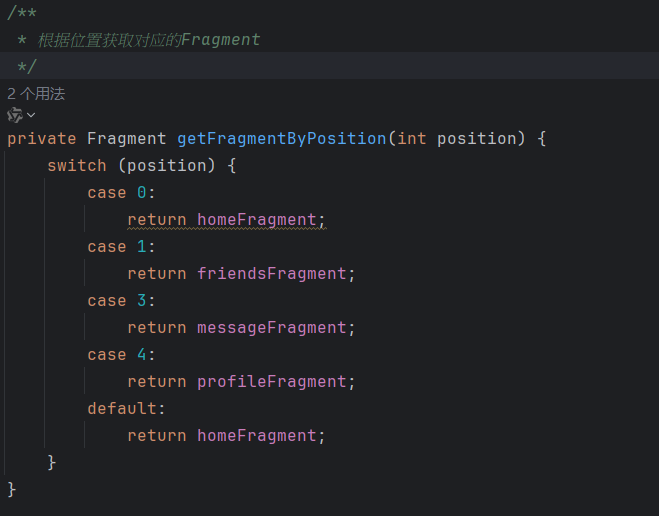 /**
 * 根据位置获取对应的Fragment
 */
2 个用法
private Fragment getFragmentByPosition(int position) {
    switch (position) {
        case 0:
            return homeFragment;
        case 1:
            return friendsFragment;
        case 3:
            return messageFragment;
        case 4:
            return profileFragment;
        default:
            return homeFragment;
    }
}